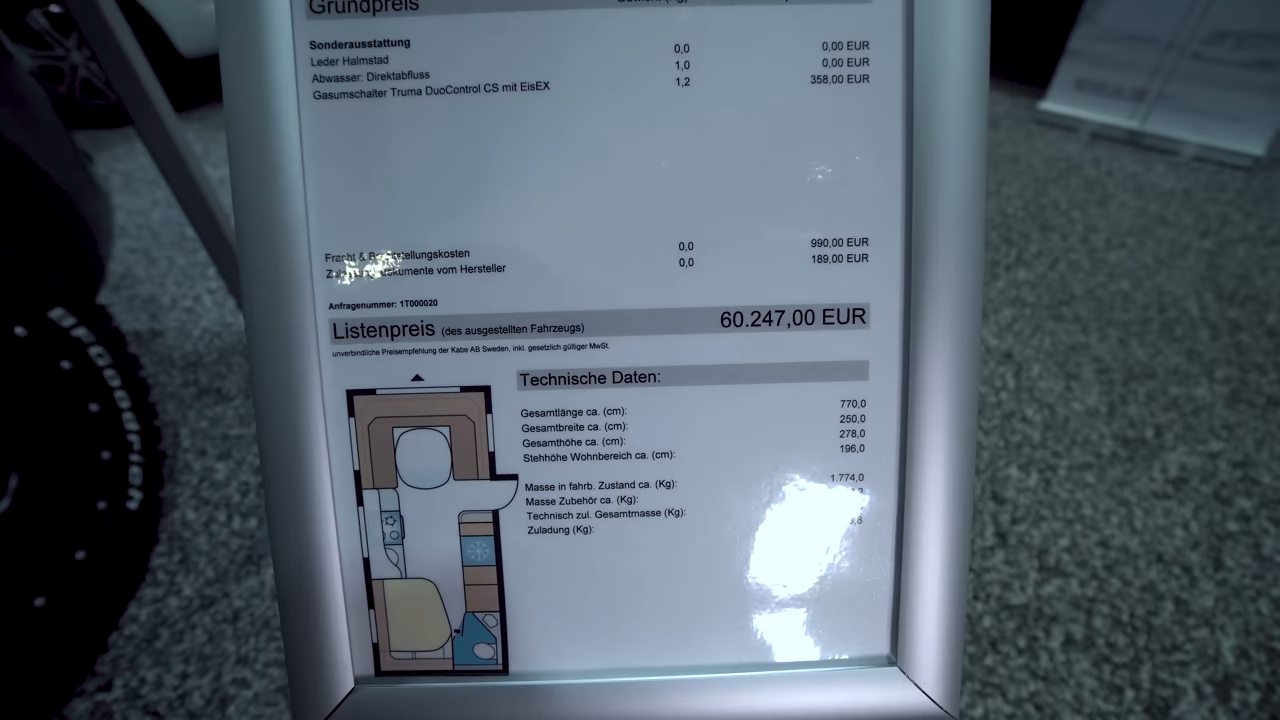 Grundpreis
Sonderausstattung
Leder Halmstad 0,0 0,00 EUR
Abwasser: Direktabfluss 1,0 0,00 EUR
Gasumschalter Truma DuoControl CS mit EisEX 1,2 358,00 EUR
Fracht & 0,0 990,00 EUR
vom Hersteller 0,0 189,00 EUR
Anfragenummer: 1T000020
Listenpreis (des ausgestellten Fahrzeugs) 60.247,00 EUR
unverbindliche Preisempfehlung der Kabe AB Sweden, inkl. gesetzlich gültiger MwSt.
Technische Daten:
Gesamtlänge ca. (cm): 770,0
Gesamtbreite ca. (cm): 250,0
Gesamthöhe ca. (cm): 278,0
Stehhöhe Wohnbereich ca. (cm): 196,0
Masse in fahrb. Zustand ca. (Kg): 1.774,0
Masse Zubehör ca. (Kg):
Technisch zul. Gesamtmasse (Kg):
Zuladung (Kg):
BFGoodrich